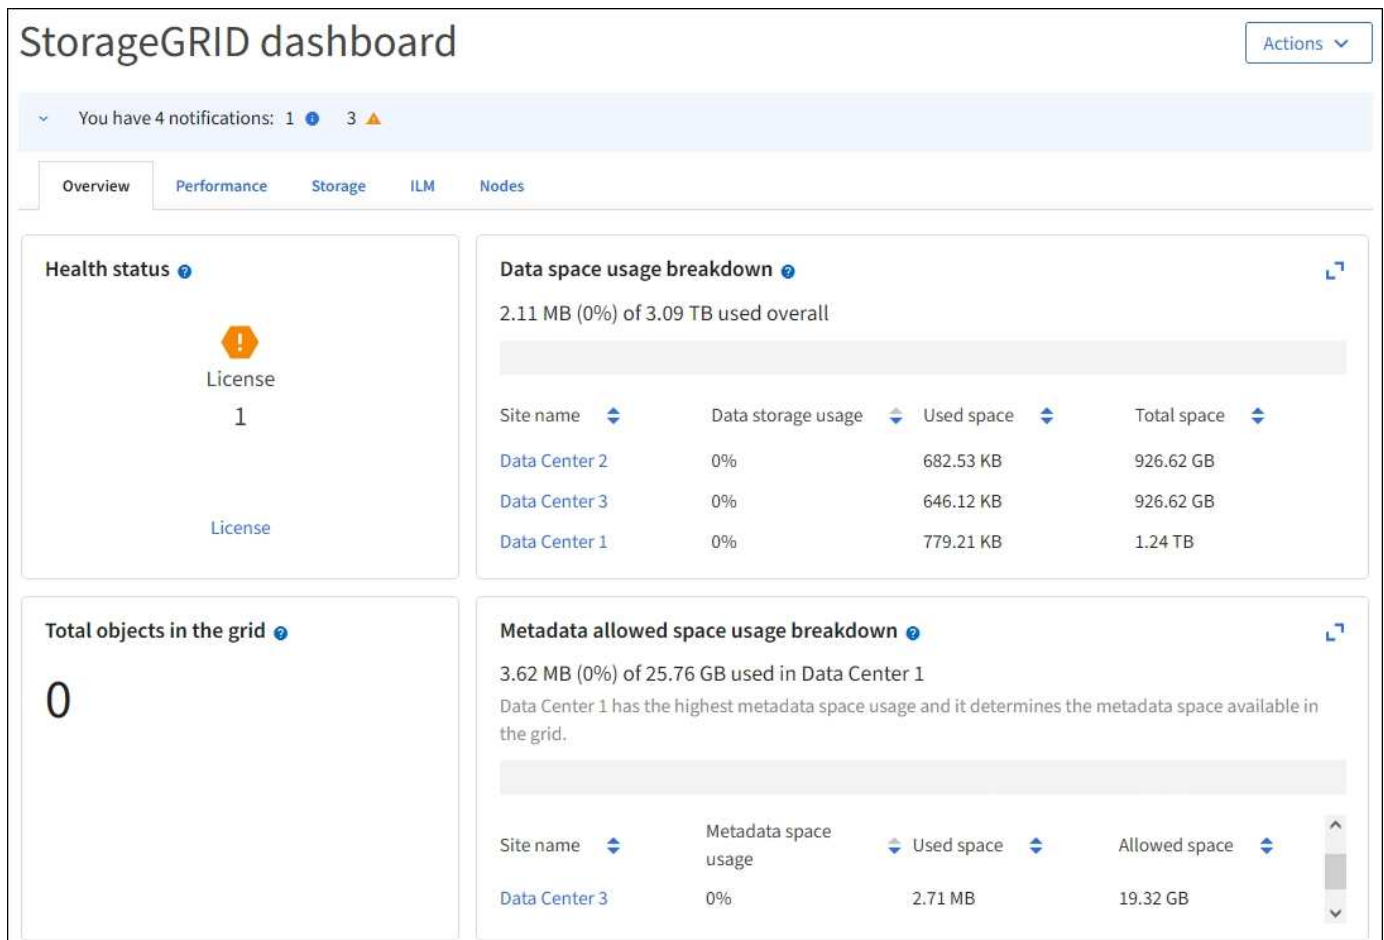 StorageGRID dashboard
Actions
You have 4 notifications: 1 3
Overview Performance Storage ILM Nodes
Health status
License
1
License
Data space usage breakdown
2.11 MB (0%) of 3.09 TB used overall
Site name Data storage usage Used space Total space
Data Center 2 0% 682.53 KB 926.62 GB
Data Center 3 0% 646.12 KB 926.62 GB
Data Center 1 0% 779.21 KB 1.24 TB
Total objects in the grid
0
Metadata allowed space usage breakdown
3.62 MB (0%) of 25.76 GB used in Data Center 1
Data Center 1 has the highest metadata space usage and it determines the metadata space available in
the grid.
Site name Metadata space usage Used space Allowed space
Data Center 3 0% 2.71 MB 19.32 GB